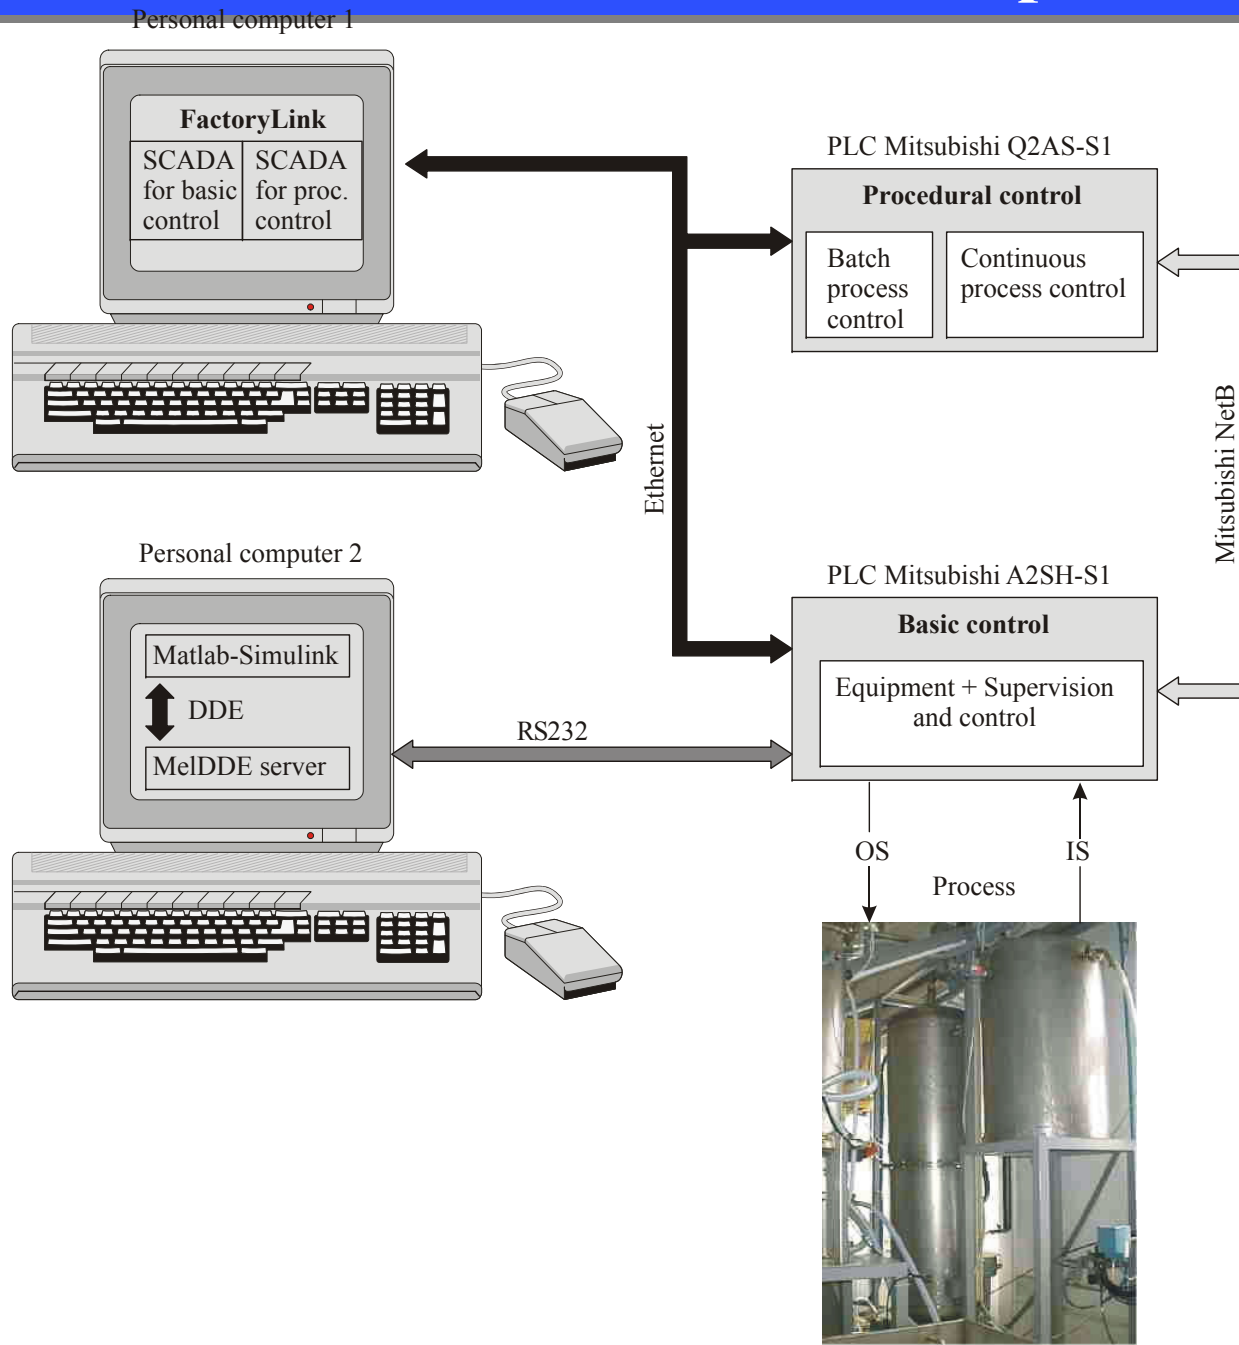 Personal computer 1
FactoryLink
SCADA
for basic
control
SCADA
for proc.
control
PLC Mitsubishi Q2AS-S1
Procedural control
Batch
process
control
Continuous
process control
Ethernet
Mitsubishi NetB
Personal computer 2
Matlab-Simulink
DDE
MelDDE server
RS232
PLC Mitsubishi A2SH-S1
Basic control
Equipment + Supervision
and control
OS
IS
Process